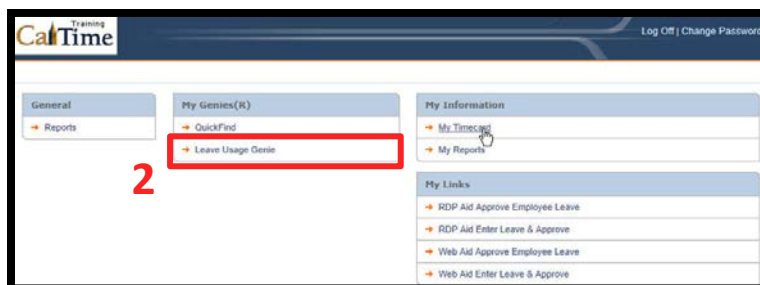 Training
CalTime
Log Off | Change Password
General
→ Reports
My Genies(R)
→ QuickFind
→ Leave Usage Genie
2
My Information
→ My Timecard
→ My Reports
My Links
→ RDP Aid Approve Employee Leave
→ RDP Aid Enter Leave & Approve
→ Web Aid Approve Employee Leave
→ Web Aid Enter Leave & Approve